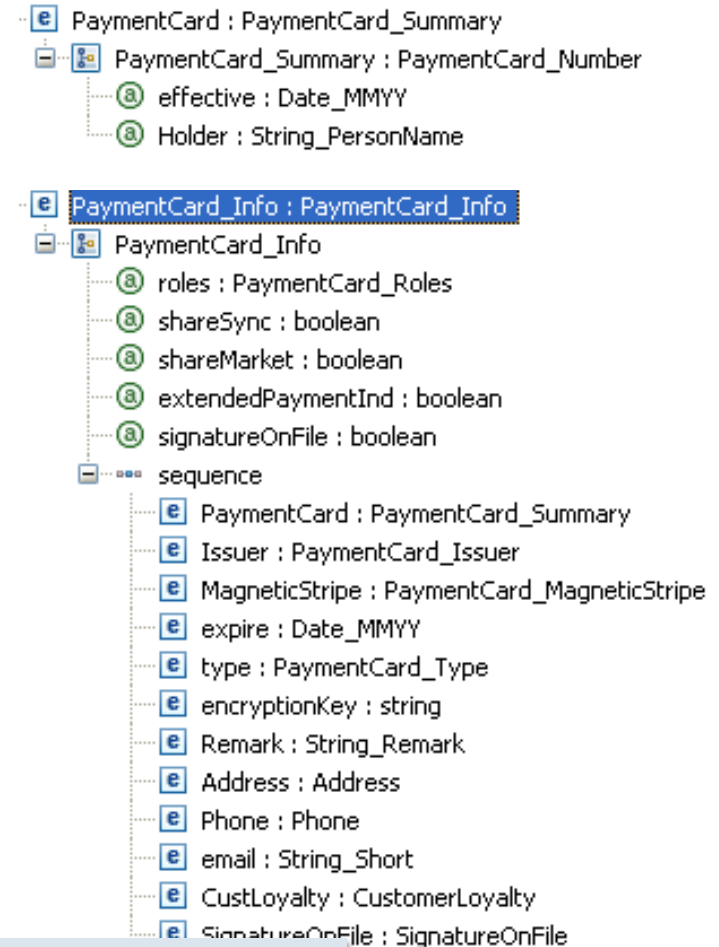 PaymentCard : PaymentCard_Summary
PaymentCard_Summary : PaymentCard_Number
effective : Date_MMYY
Holder : String_PersonName
PaymentCard_Info : PaymentCard_Info
PaymentCard_Info
roles : PaymentCard_Roles
shareSync : boolean
shareMarket : boolean
extendedPaymentInd : boolean
signatureOnFile : boolean
sequence
PaymentCard : PaymentCard_Summary
Issuer : PaymentCard_Issuer
MagneticStripe : PaymentCard_MagneticStripe
expire : Date_MMYY
type : PaymentCard_Type
encryptionKey : string
Remark : String_Remark
Address : Address
Phone : Phone
email : String_Short
CustLoyalty : CustomerLoyalty
SignatureOnFile : SignatureOnFile